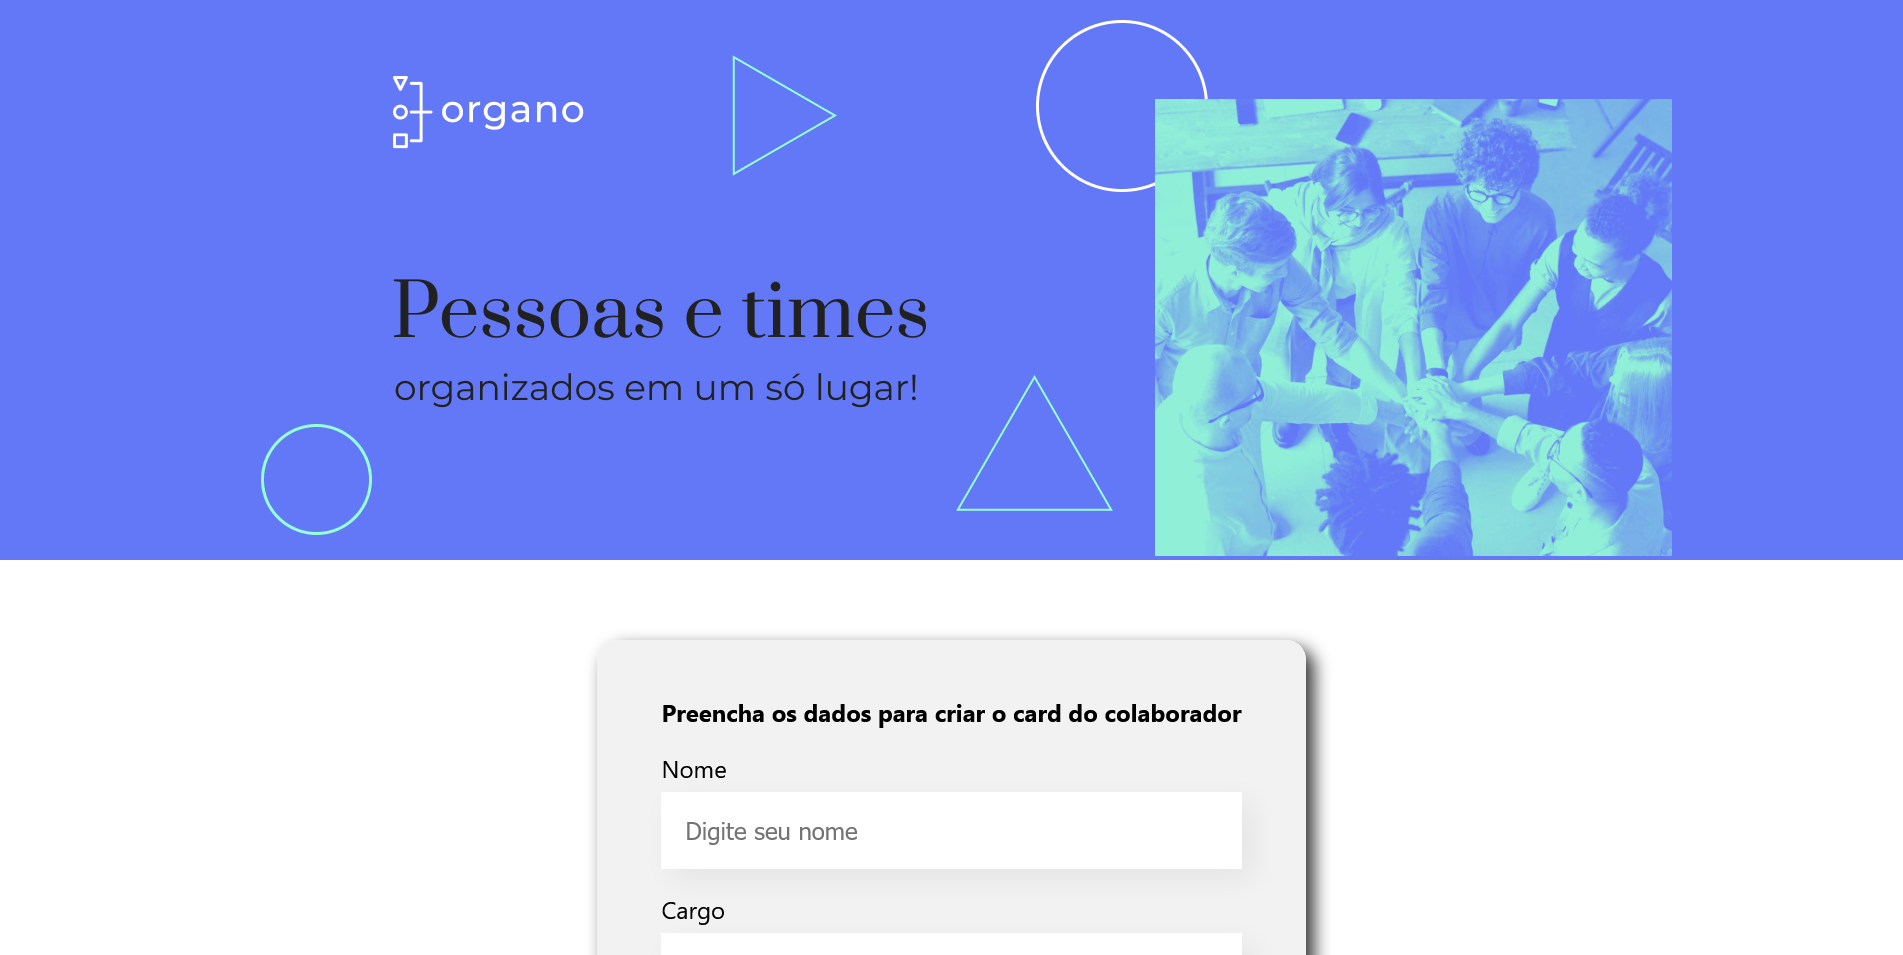 organo
Pessoas e times
organizados em um só lugar!
Preencha os dados para criar o card do colaborador
Nome
Digite seu nome
Cargo